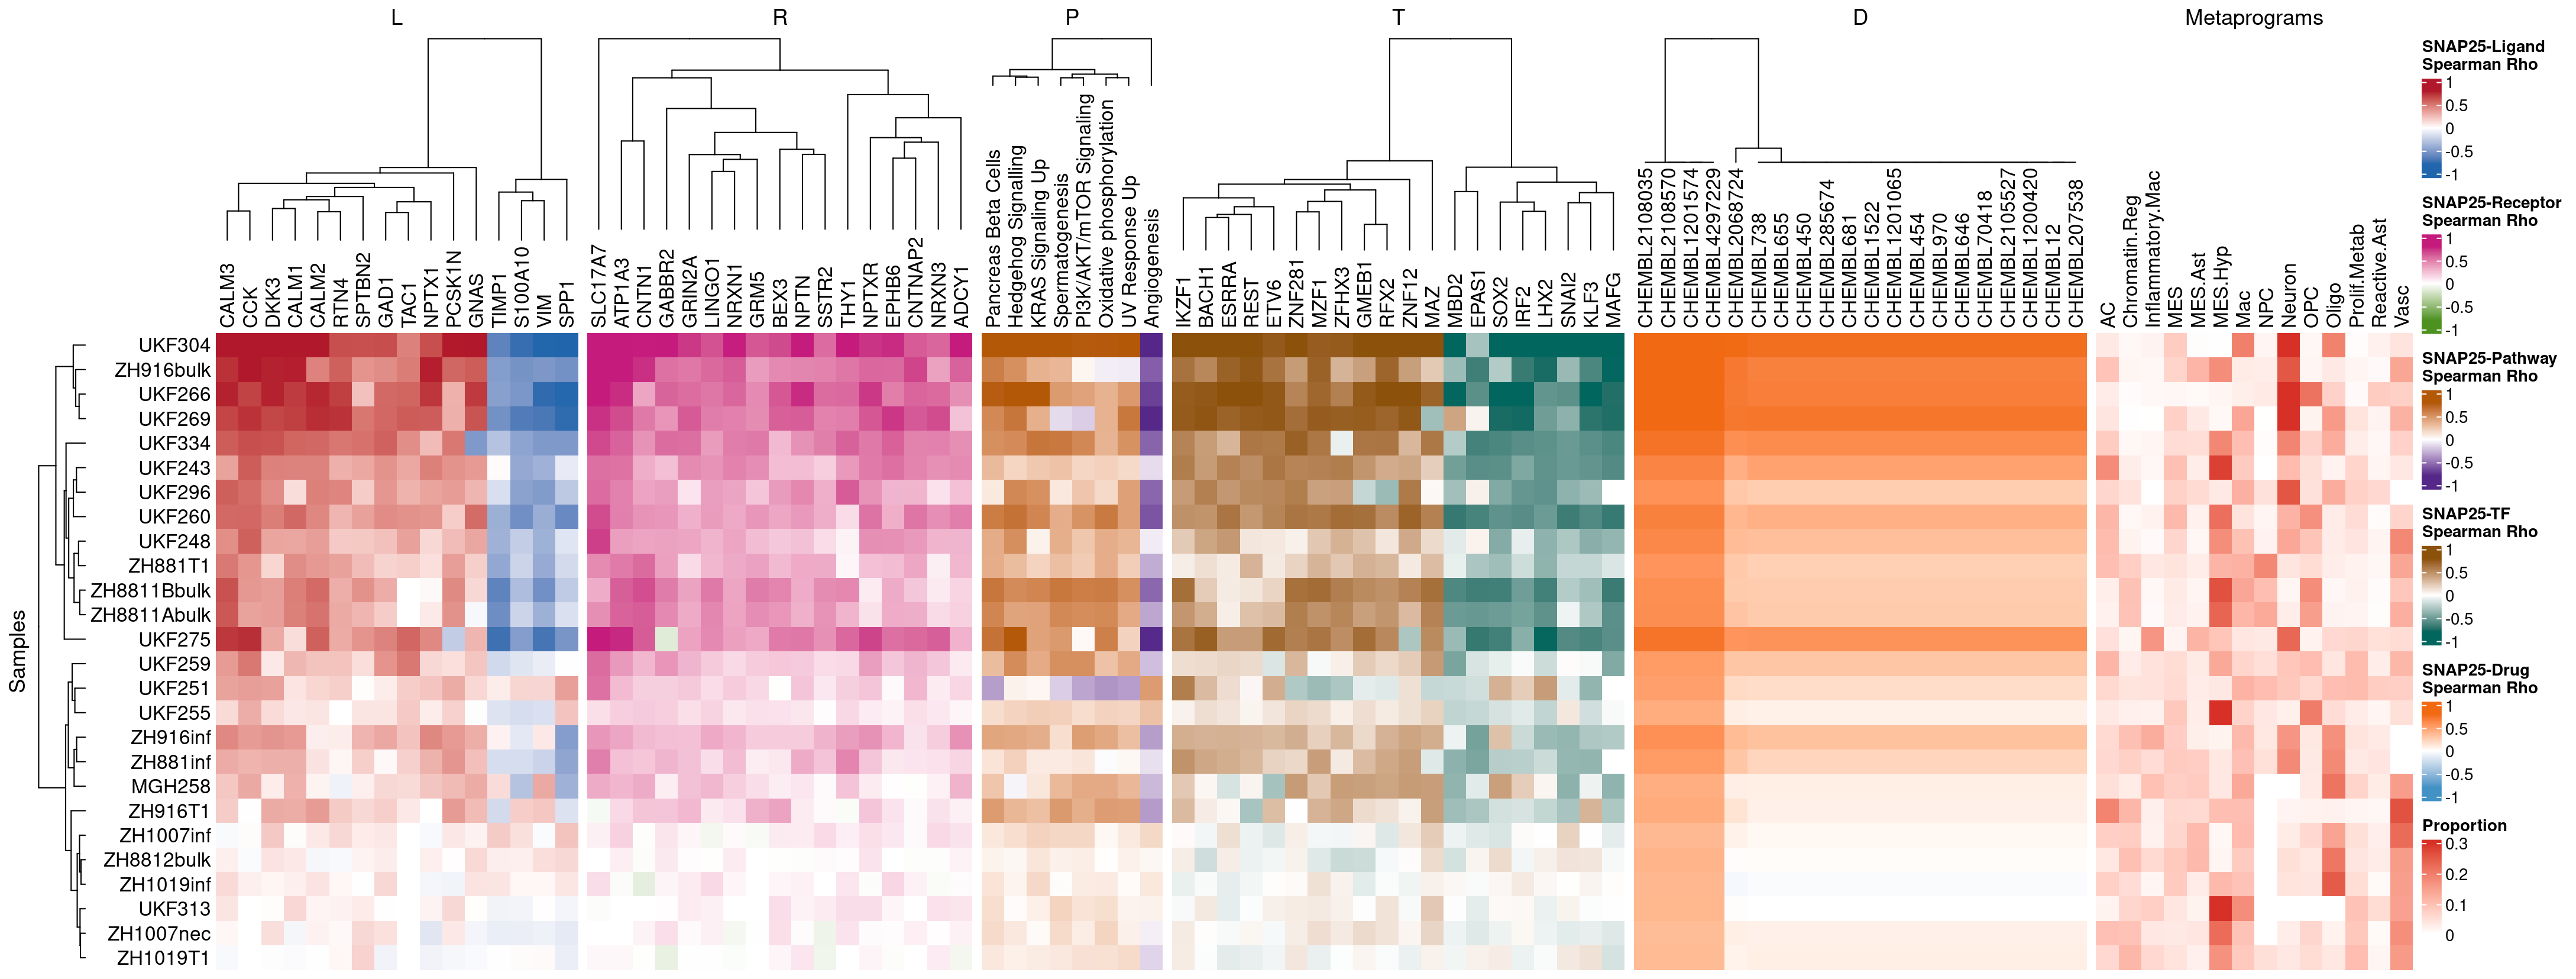 L
R
P
T
D
Metaprograms
CALM3
CCK
DKK3
CALM1
CALM2
RTN4
SPTBN2
GAD1
TAC1
NPTX1
PCSK1N
GNAS
TIMP1
S100A10
VIM
SPP1
SLC17A7
ATP1A3
CNTN1
GABBR2
GRIN2A
LINGO1
NRXN1
GRM5
BEX3
NPTN
SSTR2
THY1
NPTXR
EPHB6
CNTNAP2
NRXN3
ADCY1
Pancreas Beta Cells
Hedgehog Signalling
KRAS Signaling Up
Spermatogenesis
PI3K/AKT/mTOR Signaling
Oxidative phosphorylation
UV Response Up
Angiogenesis
IKZF1
BACH1
ESRRA
REST
ETV6
ZNF281
MZF1
ZFHX3
GMEB1
RFX2
ZNF12
MAZ
MBD2
EPAS1
SOX2
IRF2
LHX2
SNAI2
KLF3
MAFG
CHEMBL2108035
CHEMBL2108570
CHEMBL1201574
CHEMBL4297229
CHEMBL2068724
CHEMBL738
CHEMBL655
CHEMBL450
CHEMBL285674
CHEMBL681
CHEMBL1522
CHEMBL1201065
CHEMBL454
CHEMBL970
CHEMBL646
CHEMBL70418
CHEMBL2105527
CHEMBL1200420
CHEMBL12
CHEMBL207538
AC
Chromatin.Reg
Inflammatory.Mac
MES
MES.Ast
MES.Hyp
Mac
NPC
Neuron
OPC
Oligo
Prolif.Metab
Reactive.Ast
Vasc
Samples
UKF304
ZH916bulk
UKF266
UKF269
UKF334
UKF243
UKF296
UKF260
UKF248
ZH881T1
ZH8811Bbulk
ZH8811Abulk
UKF275
UKF259
UKF251
UKF255
ZH916inf
ZH881inf
MGH258
ZH916T1
ZH1007inf
ZH8812bulk
ZH1019inf
UKF313
ZH1007nec
ZH1019T1
SNAP25-Ligand
Spearman Rho
1
0.5
0
-0.5
-1
SNAP25-Receptor
Spearman Rho
1
0.5
0
-0.5
-1
SNAP25-Pathway
Spearman Rho
1
0.5
0
-0.5
-1
SNAP25-TF
Spearman Rho
1
0.5
0
-0.5
-1
SNAP25-Drug
Spearman Rho
1
0.5
0
-0.5
-1
Proportion
0.3
0.2
0.1
0